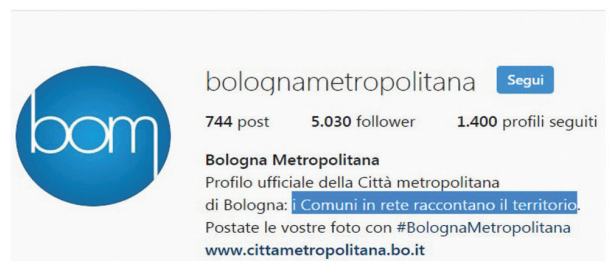 bom
bolognametropolitana Segui
744 post 5.030 follower 1.400 profili seguiti
Bologna Metropolitana
Profilo ufficiale della Città metropolitana
di Bologna: i Comuni in rete raccontano il territorio.
Postate le vostre foto con #BolognaMetropolitana
www.cittametropolitana.bo.it